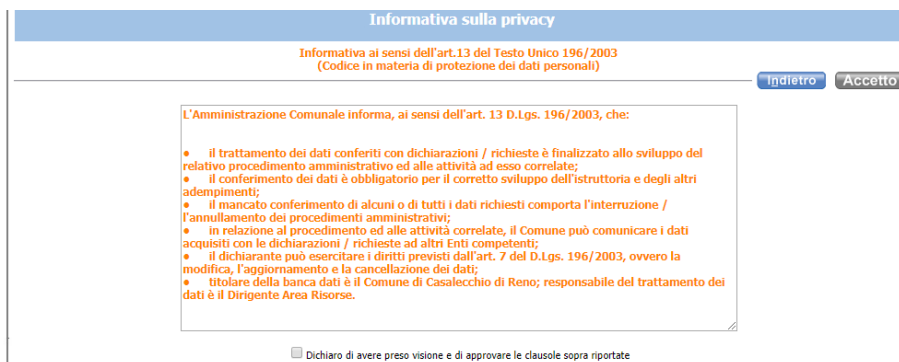 Informativa sulla privacy
Informativa ai sensi dell'art.13 del Testo Unico 196/2003
(Codice in materia di protezione dei dati personali)
Indietro Accetto
L'Amministrazione Comunale informa, ai sensi dell'art. 13 D.Lgs. 196/2003, che:
● il trattamento dei dati conferiti con dichiarazioni / richieste è finalizzato allo sviluppo del
relativo procedimento amministrativo ed alle attività ad esso correlate;
● il conferimento dei dati è obbligatorio per il corretto sviluppo dell'istruttoria e degli altri
adempimenti;
● il mancato conferimento di alcuni o di tutti i dati richiesti comporta l'interruzione /
l'annullamento dei procedimenti amministrativi;
● in relazione al procedimento ed alle attività correlate, il Comune può comunicare i dati
acquisiti con le dichiarazioni / richieste ad altri Enti competenti;
● il dichiarante può esercitare i diritti previsti dall'art. 7 del D.Lgs. 196/2003, ovvero la
modifica, l'aggiornamento e la cancellazione dei dati;
● titolare della banca dati è il Comune di Casalecchio di Reno; responsabile del trattamento dei
dati è il Dirigente Area Risorse.
Dichiaro di avere preso visione e di approvare le clausole sopra riportate